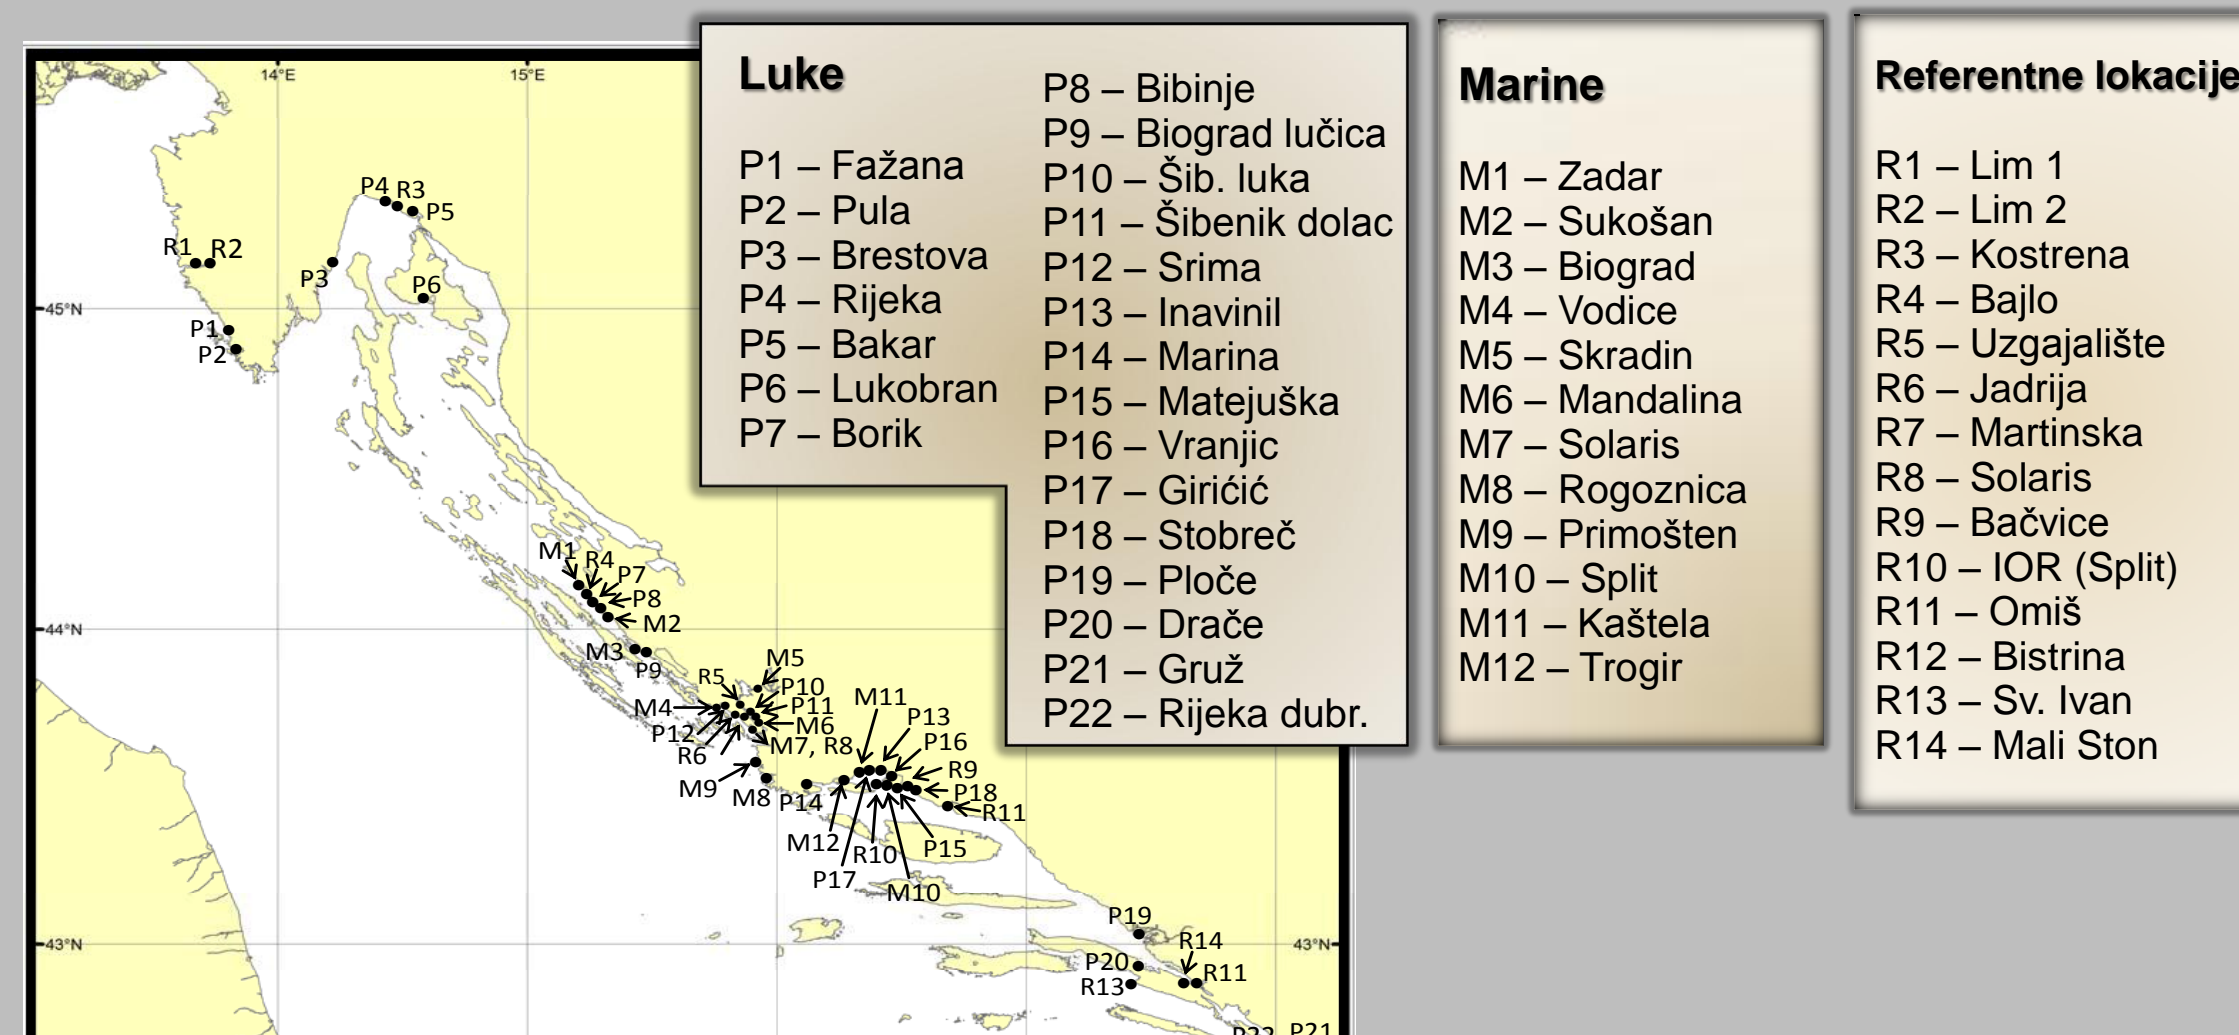 Luke
P1 – Fažana
P2 – Pula
P3 – Brestova
P4 – Rijeka
P5 – Bakar
P6 – Lukobran
P7 – Borik
P8 – Bibinje
P9 – Biograd lučica
P10 – Šib. luka
P11 – Šibenik dolac
P12 – Srima
P13 – Inavinil
P14 – Marina
P15 – Matejuška
P16 – Vranjic
P17 – Girićić
P18 – Stobreč
P19 – Ploče
P20 – Drače
P21 – Gruž
P22 – Rijeka dubr.
Marine
M1 – Zadar
M2 – Sukošan
M3 – Biograd
M4 – Vodice
M5 – Skradin
M6 – Mandalina
M7 – Solaris
M8 – Rogoznica
M9 – Primošten
M10 – Split
M11 – Kaštela
M12 – Trogir
Referentne lokacije
R1 – Lim 1
R2 – Lim 2
R3 – Kostrena
R4 – Bajlo
R5 – Uzgajalište
R6 – Jadrija
R7 – Martinska
R8 – Solaris
R9 – Bačvice
R10 – IOR (Split)
R11 – Omiš
R12 – Bistrina
R13 – Sv. Ivan
R14 – Mali Ston
14°E
15°E
P4
R3
P5
R1
R2
P3
P6
45°N
P1
P2
M1
R4
P7
P8
M2
44°N
M3
P9
M5
R5
P10
M4
P11
P12
M6
R6
M7, R8
M11
P13
P16
R9
M9
M8
P14
P18
R11
M12
R10
P15
P17
M10
P19
43°N
43°N
R14
P20
R11
R13
P22
P21